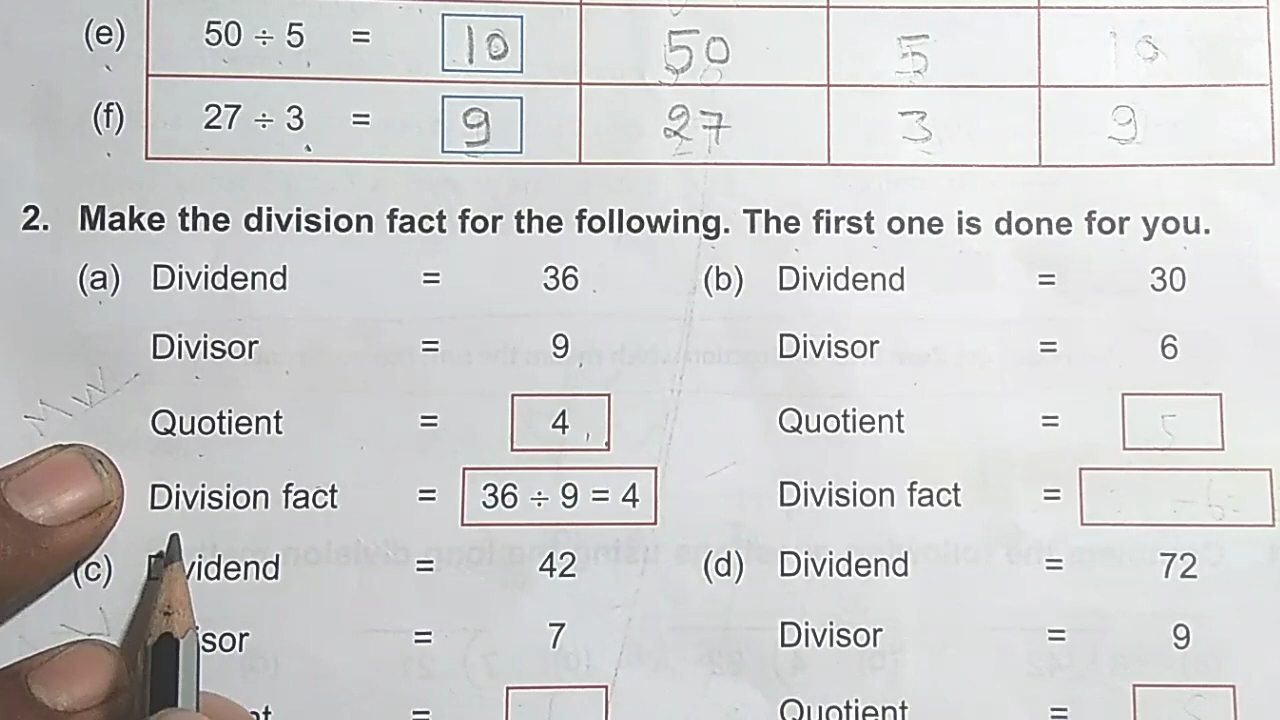 (e) 50 ÷ 5 = 10 50 5 10
(f) 27 ÷ 3 = 9 27 3 9
2. Make the division fact for the following. The first one is done for you.
(a) Dividend = 36 (b) Dividend = 30
Divisor = 9 Divisor = 6
Quotient = 4 Quotient = 5
Division fact = 36 ÷ 9 = 4 Division fact =
(c) = 42 (d) Dividend = 72
= 7 Divisor = 9
= Quotient =